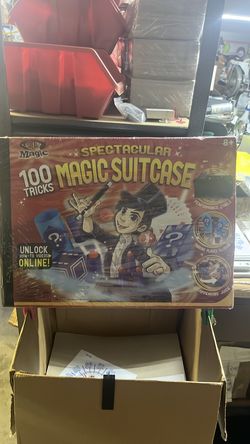 Magic
SPECTACULAR
8+
100
TRICKS
MAGIC SUITCASE
UNLOCK
HOW-TO VIDEOS
ONLINE!